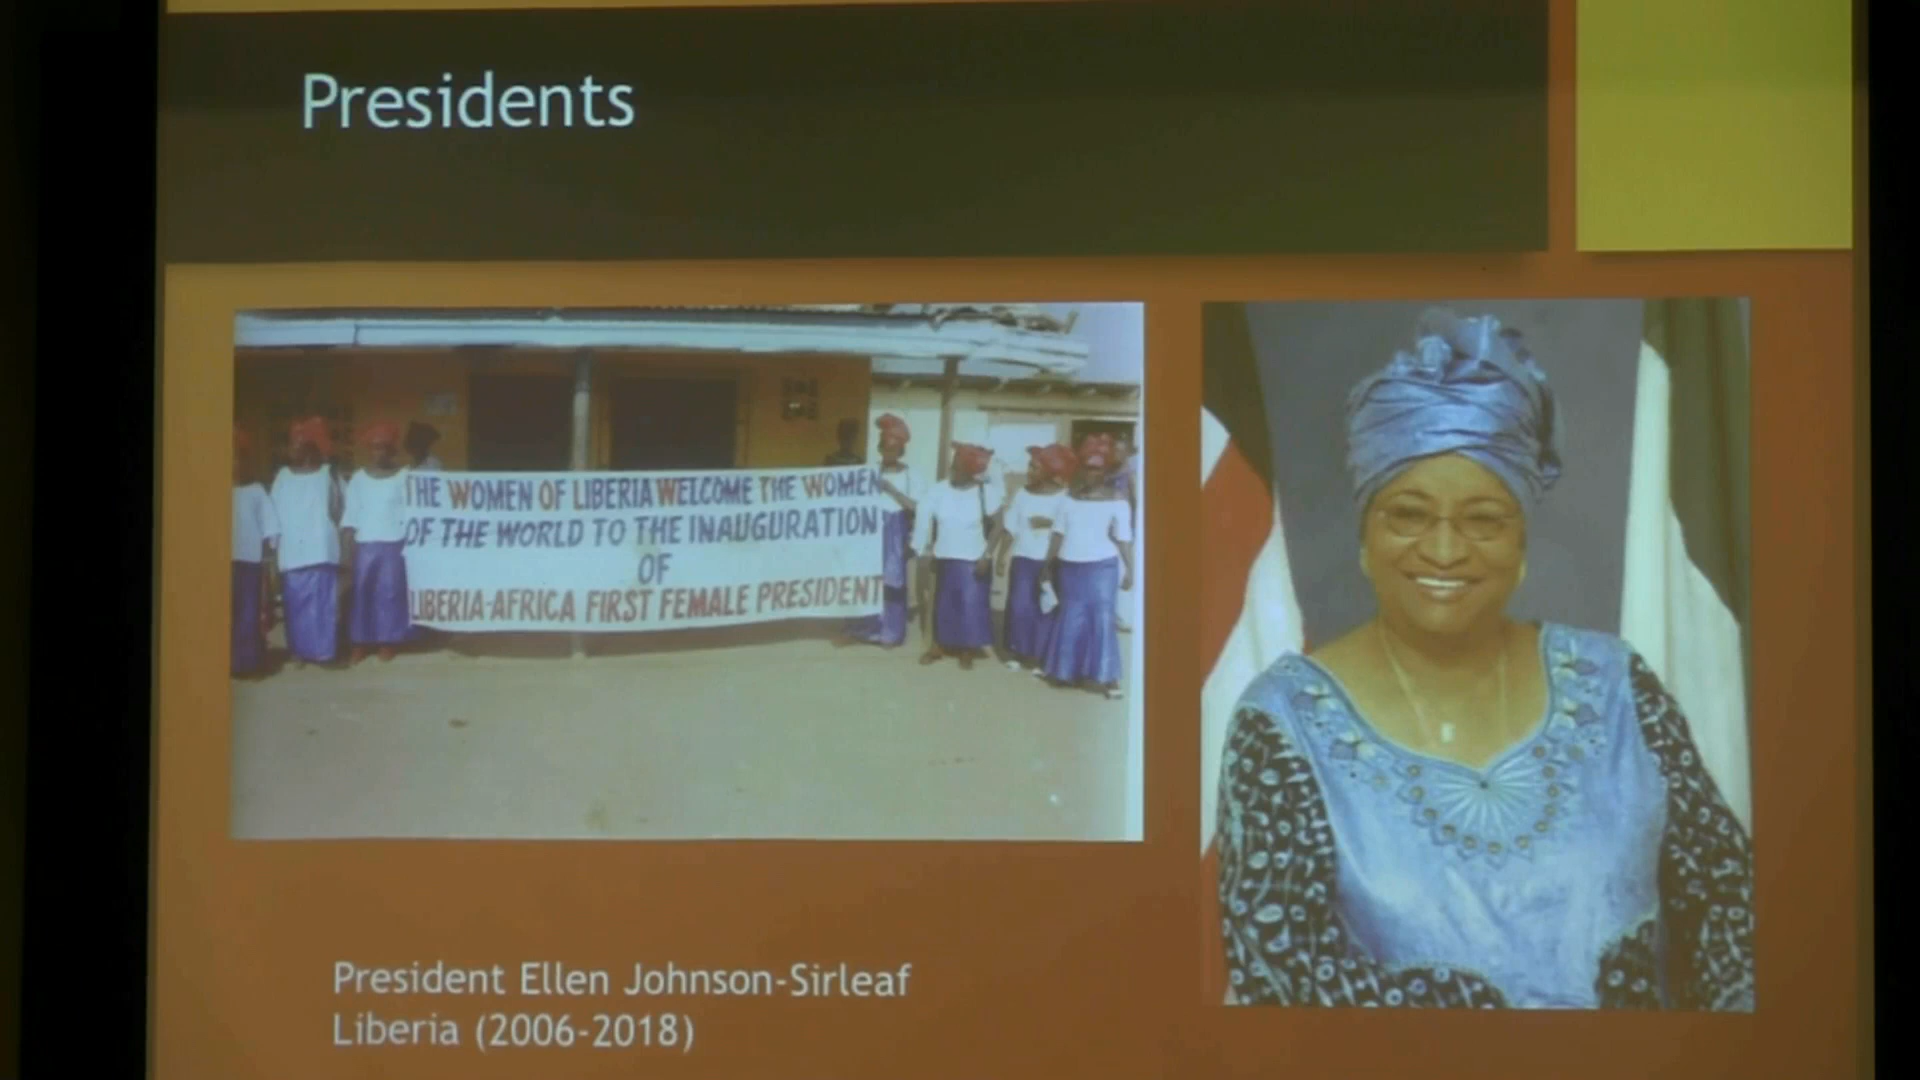 Presidents
THE WOMEN OF LIBERIA WELCOME THE WOMEN
OF THE WORLD TO THE INAUGURATION
OF
LIBERIA-AFRICA FIRST FEMALE PRESIDENT
President Ellen Johnson-Sirleaf
Liberia (2006-2018)